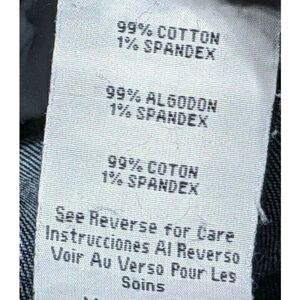 99% COTTON
1% SPANDEX
99% ALGODON
1% SPANDEX
99% COTON
1% SPANDEX
See Reverse for Care
Instrucciones Al Reverso
Voir Au Verso Pour Les
Soins